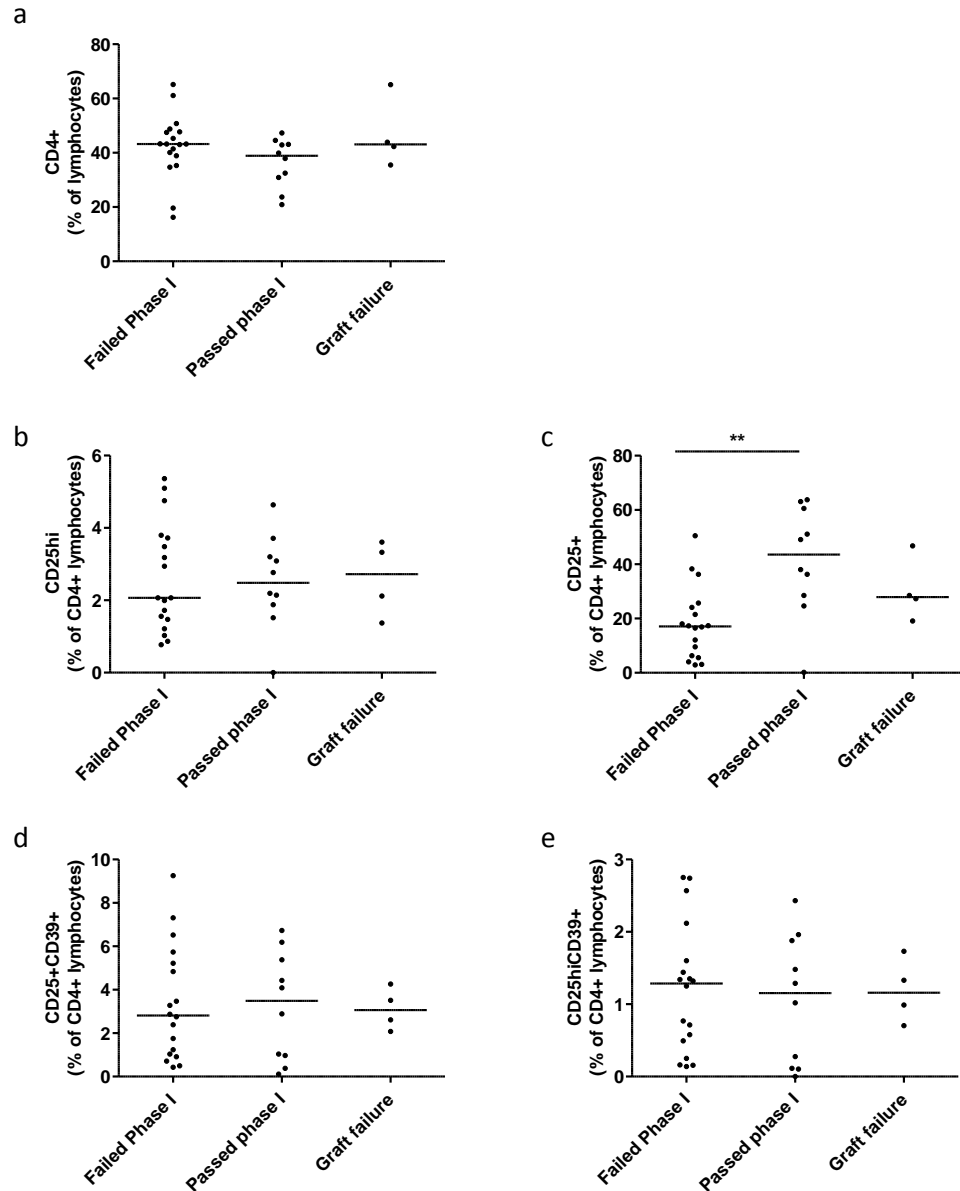 a
CD4+
(% of lymphocytes)
80
60
40
20
0
Failed Phase I
Passed phase I
Graft failure
b
CD25hi
(% of CD4+ lymphocytes)
6
4
2
0
Failed Phase I
Passed phase I
Graft failure
c
CD25+
(% of CD4+ lymphocytes)
80
60
40
20
0
**
Failed Phase I
Passed phase I
Graft failure
d
CD25+CD39+
(% of CD4+ lymphocytes)
10
8
6
4
2
0
Failed Phase I
Passed phase I
Graft failure
e
CD25hiCD39+
(% of CD4+ lymphocytes)
3
2
1
0
Failed Phase I
Passed phase I
Graft failure